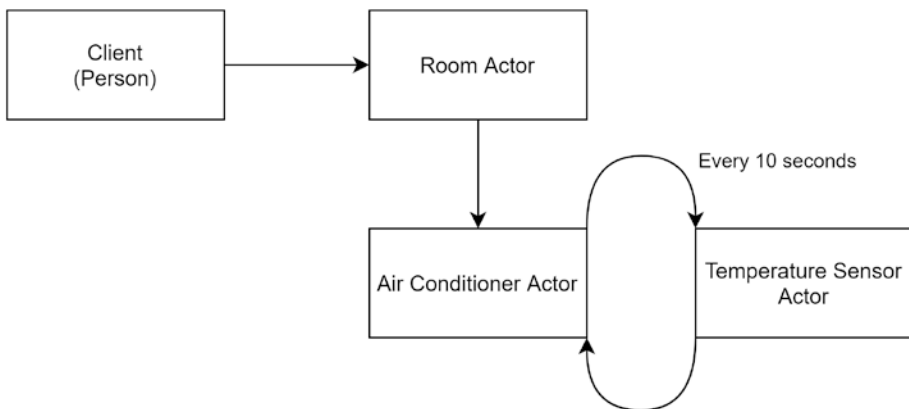 Client
(Person)
Room Actor
Every 10 seconds
Air Conditioner Actor
Temperature Sensor
Actor